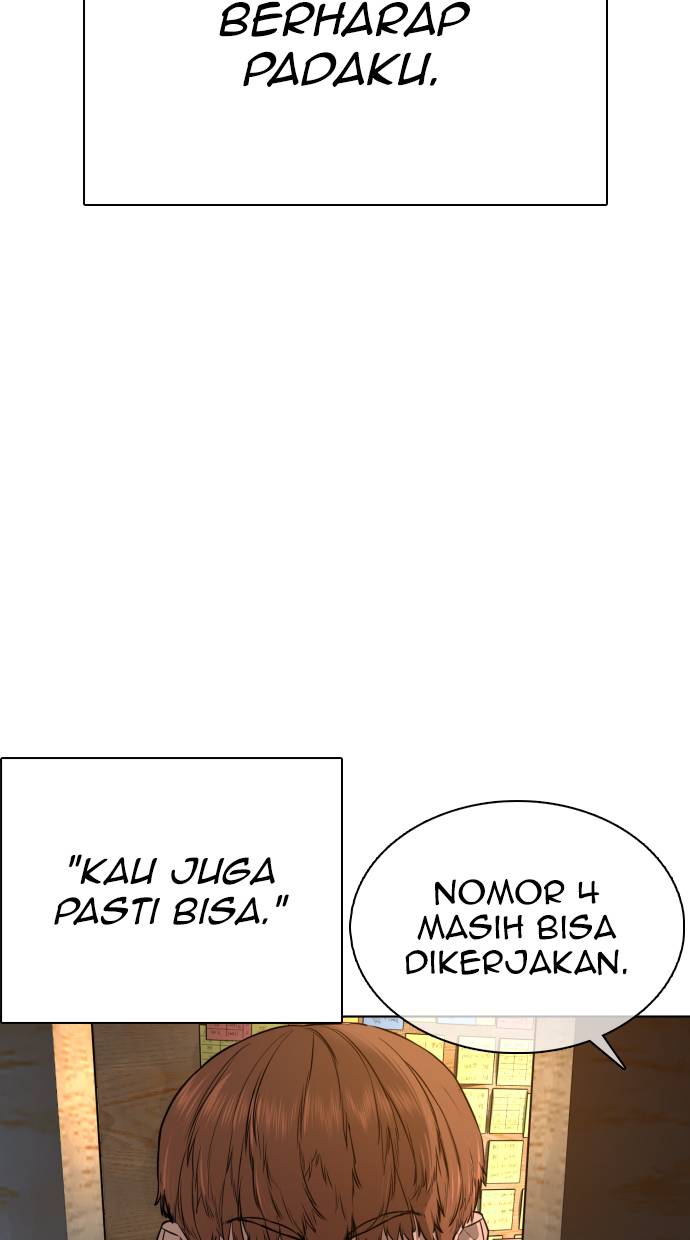 BERHARAP
PADAKU.
"KAU JUGA
PASTI BISA."
NOMOR 4
MASIH BISA
DIKERJAKAN.